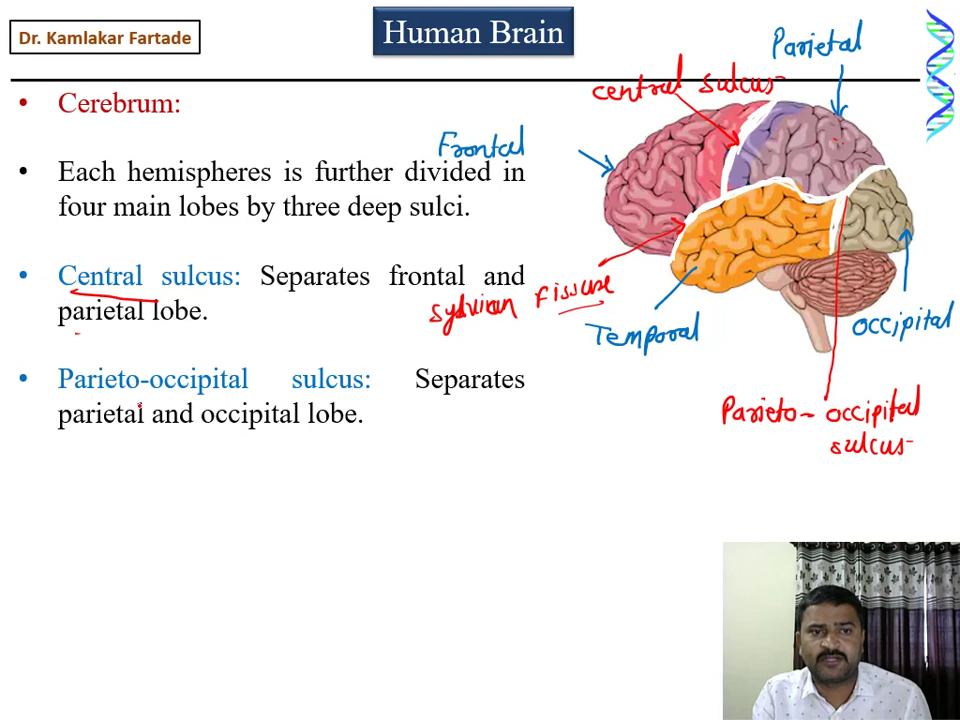 Dr. Kamlakar Fartade
Human Brain
Parietal
central sulcus
Cerebrum:
Frontal
Each hemispheres is further divided in
four main lobes by three deep sulci.
Central sulcus: Separates frontal and
parietal lobe.
Sylvian Fissure
Temporal
occipital
Parieto-occipital sulcus: Separates
parietal and occipital lobe.
Parieto-occipital
sulcus